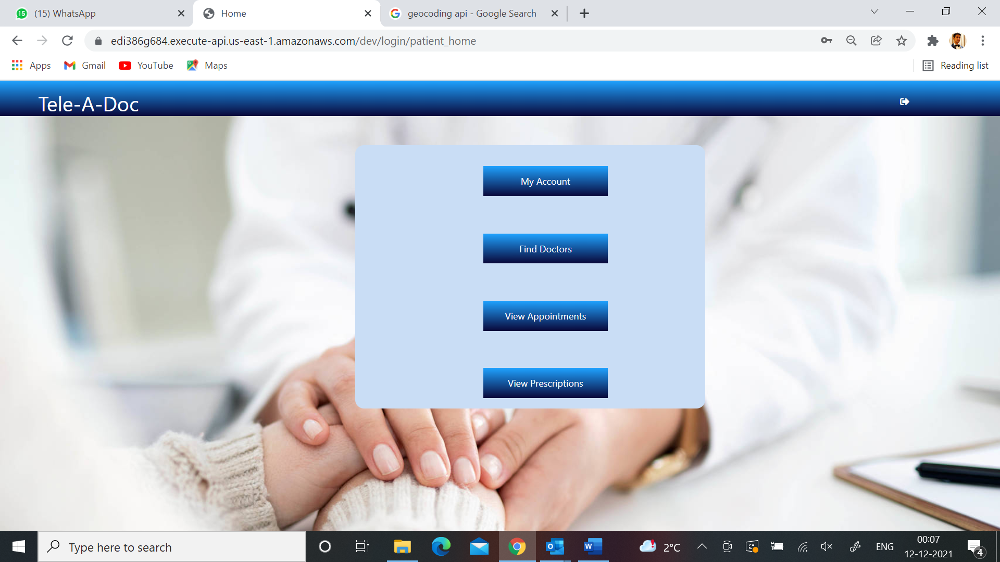 15 (15) WhatsApp
Home
geocoding api - Google Search
edi386g684.execute-api.us-east-1.amazonaws.com/dev/login/patient_home
Apps
Gmail
YouTube
Maps
Reading list
Tele-A-Doc
My Account
Find Doctors
View Appointments
View Prescriptions
Type here to search
2°C
ENG
00:07
12-12-2021
4